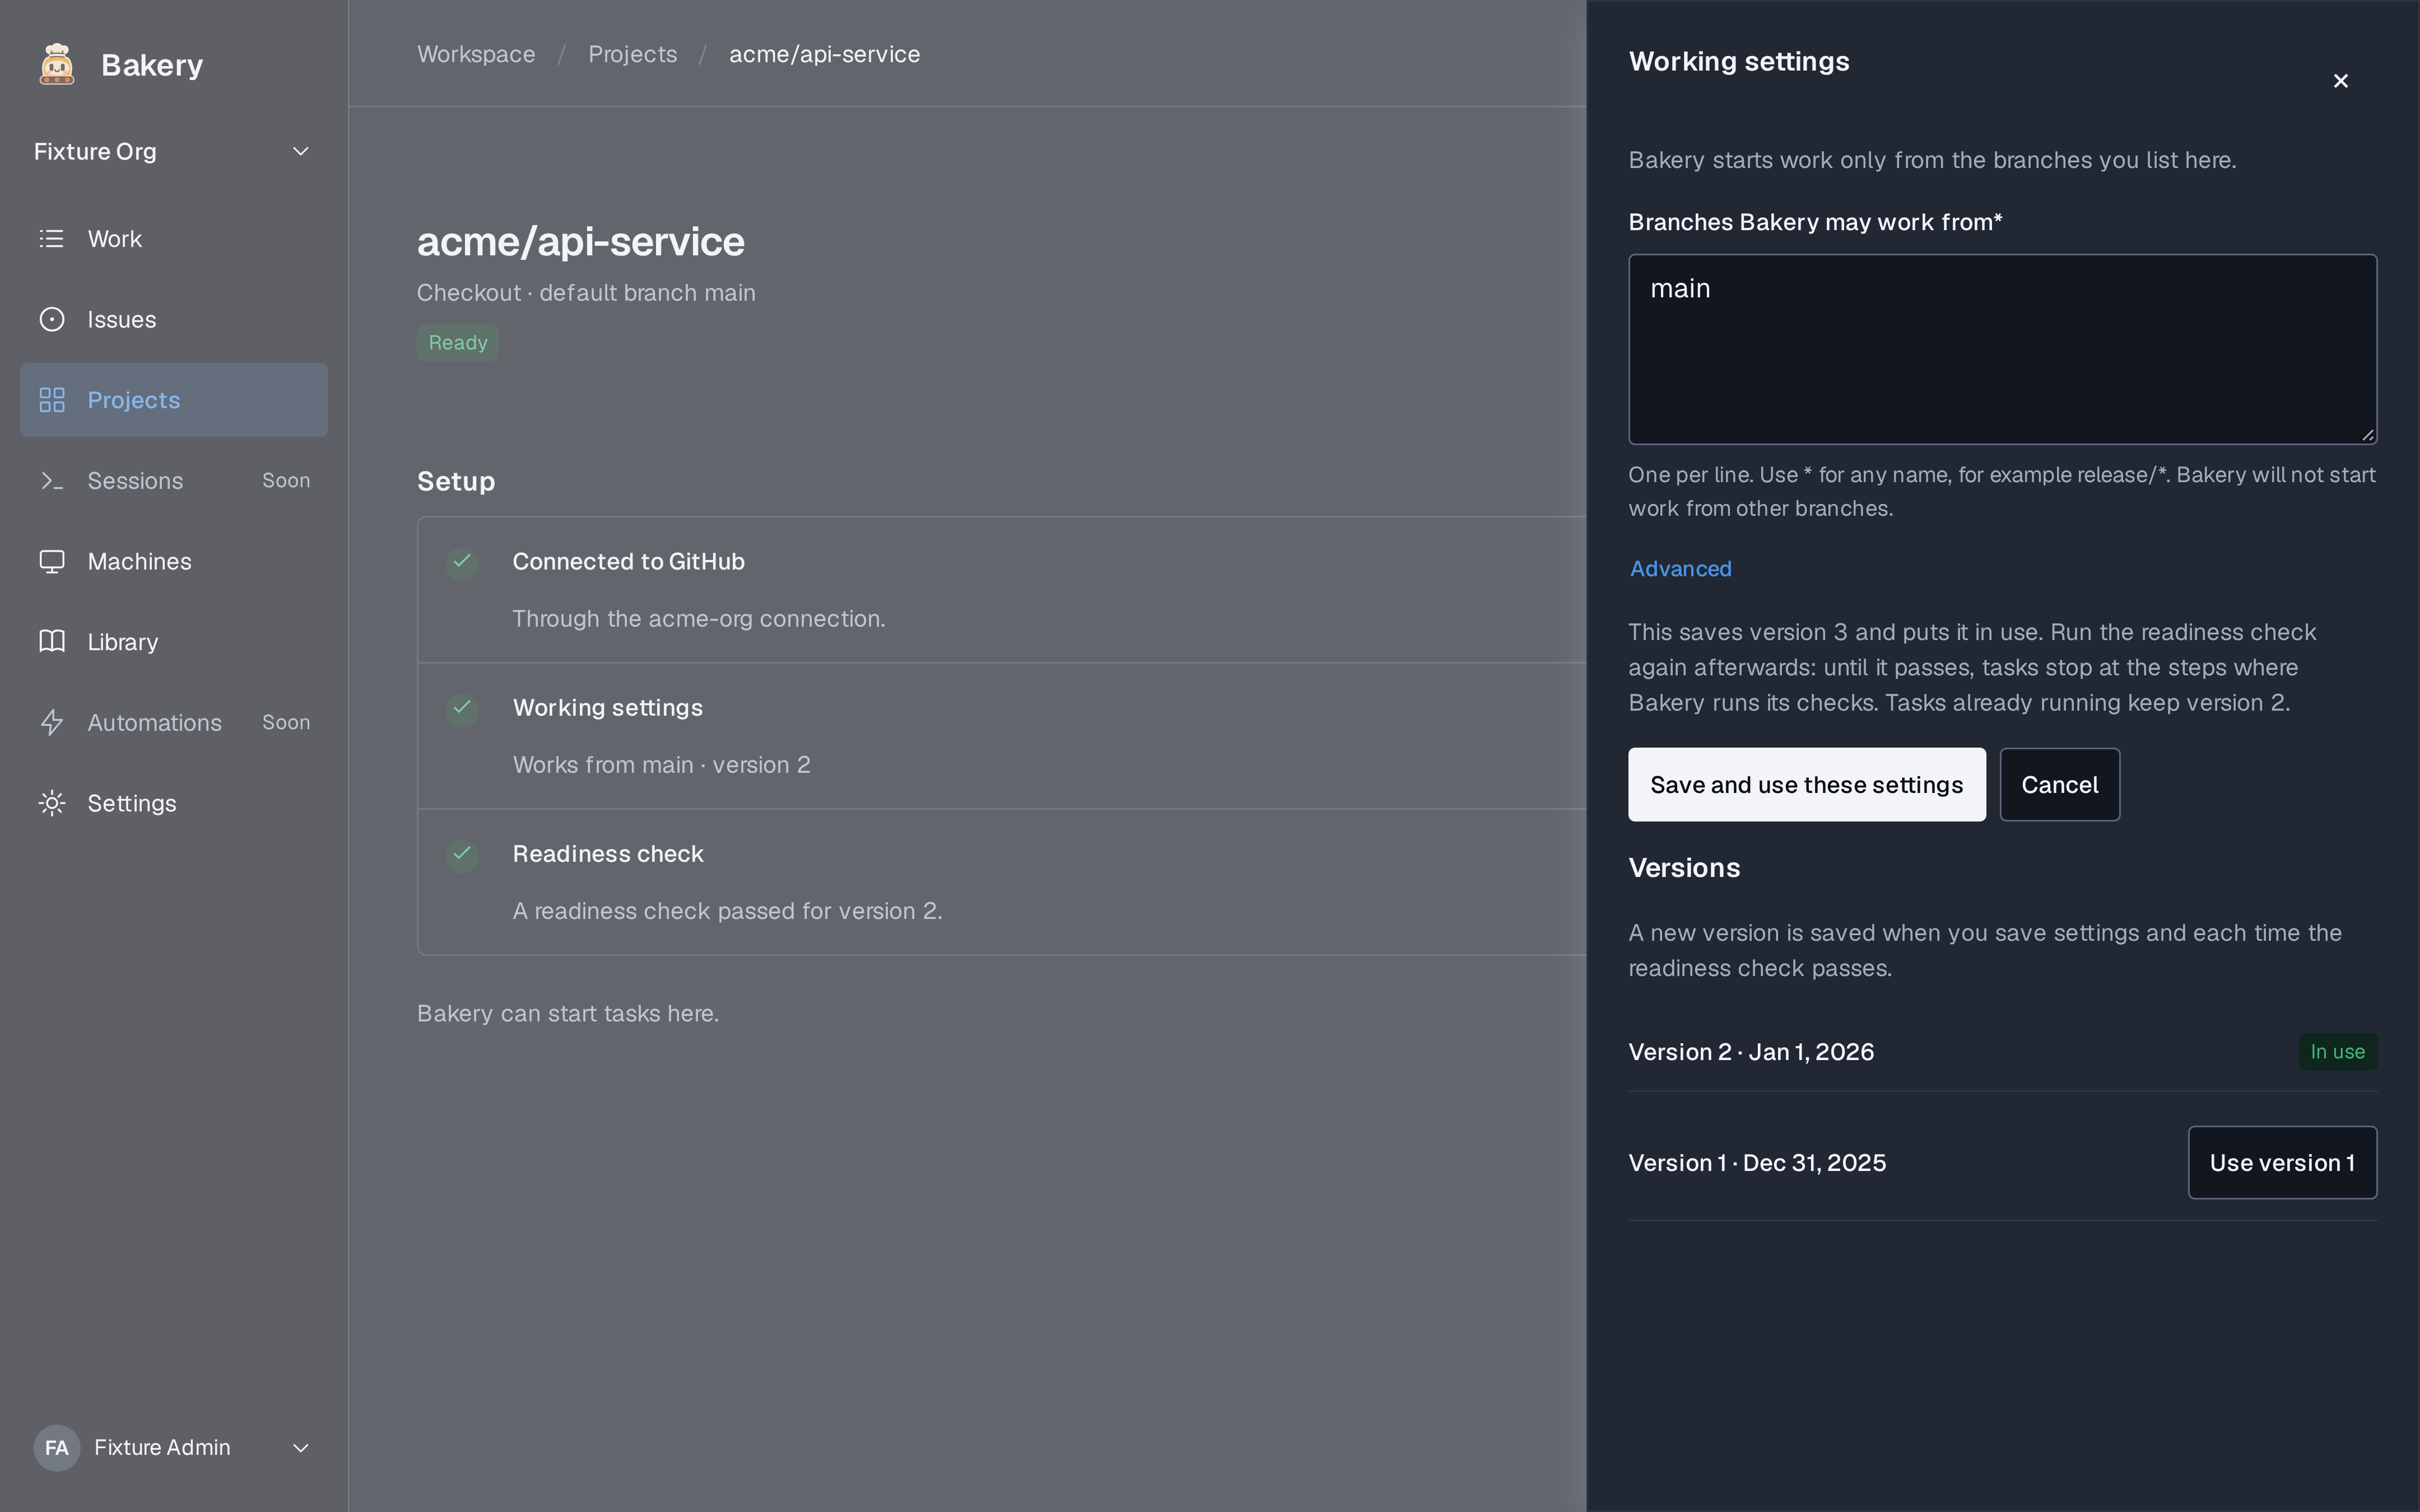 Bakery
Fixture Org
Work
Issues
Projects
Sessions Soon
Machines
Library
Automations Soon
Settings
FA Fixture Admin
Workspace / Projects / acme/api-service
acme/api-service
Checkout · default branch main
Ready
Setup
Connected to GitHub
Through the acme-org connection.
Working settings
Works from main · version 2
Readiness check
A readiness check passed for version 2.
Bakery can start tasks here.
Working settings
Bakery starts work only from the branches you list here.
Branches Bakery may work from*
main
One per line. Use * for any name, for example release/*. Bakery will not start
work from other branches.
Advanced
This saves version 3 and puts it in use. Run the readiness check
again afterwards: until it passes, tasks stop at the steps where
Bakery runs its checks. Tasks already running keep version 2.
Save and use these settings Cancel
Versions
A new version is saved when you save settings and each time the
readiness check passes.
Version 2 · Jan 1, 2026 In use
Version 1 · Dec 31, 2025 Use version 1